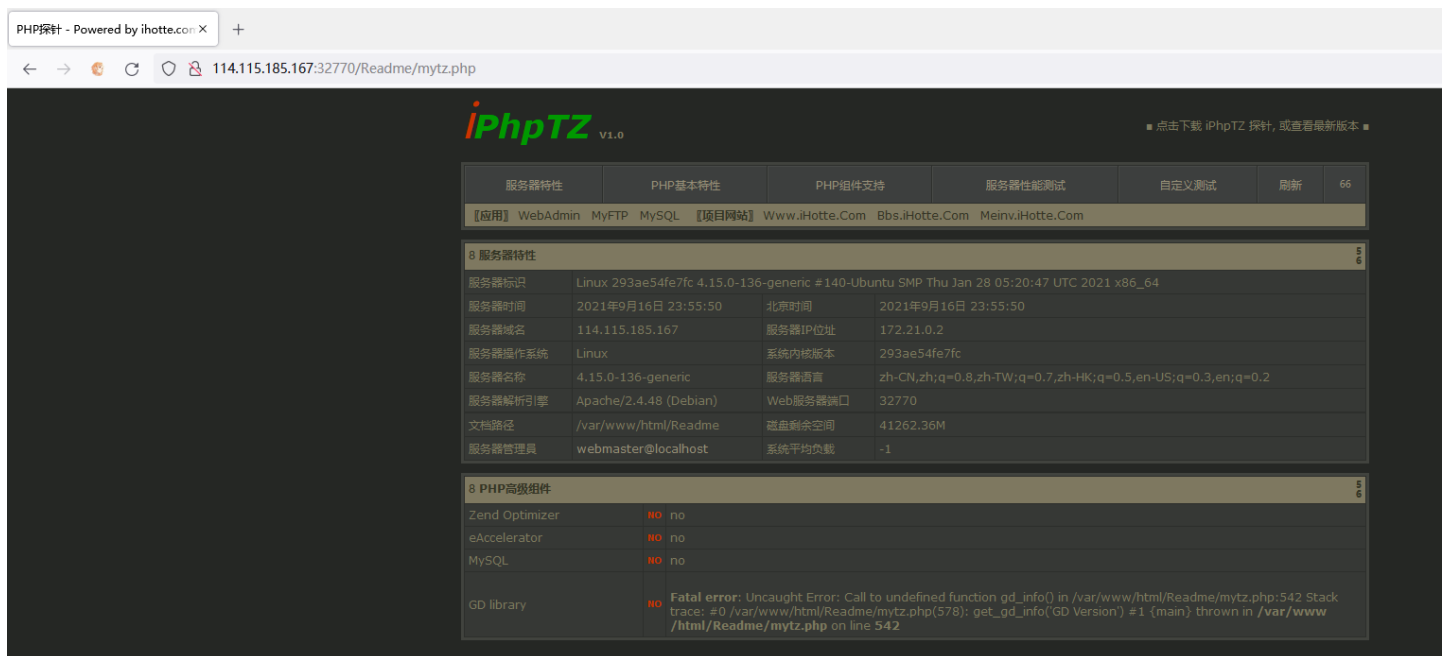 PHP探针 - Powered by ihotte.con
114.115.185.167:32770/Readme/mytz.php
iPhpTZ V1.0
点击下载 iPhpTZ 探针, 或查看最新版本
服务器特性 PHP基本特性 PHP组件支持 服务器性能测试 自定义测试 刷新 66
〖应用〗 WebAdmin MyFTP MySQL 〖项目网站〗 Www.iHotte.Com Bbs.iHotte.Com Meinv.iHotte.Com
8 服务器特性 5
6
服务器标识 Linux 293ae54fe7fc 4.15.0-136-generic #140-Ubuntu SMP Thu Jan 28 05:20:47 UTC 2021 x86_64
服务器时间 2021年9月16日 23:55:50 北京时间 2021年9月16日 23:55:50
服务器域名 114.115.185.167 服务器IP位址 172.21.0.2
服务器操作系统 Linux 系统内核版本 293ae54fe7fc
服务器名称 4.15.0-136-generic 服务器语言 zh-CN,zh;q=0.8,zh-TW;q=0.7,zh-HK;q=0.5,en-US;q=0.3,en;q=0.2
服务器解析引擎 Apache/2.4.48 (Debian) Web服务器端口 32770
文档路径 /var/www/html/Readme 磁盘剩余空间 41262.36M
服务器管理員 webmaster@localhost 系统平均负载 -1
8 PHP高级组件 5
6
Zend Optimizer NO no
eAccelerator NO no
MySQL NO no
GD library NO Fatal error: Uncaught Error: Call to undefined function gd_info() in /var/www/html/Readme/mytz.php:542 Stack
trace: #0 /var/www/html/Readme/mytz.php(578): get_gd_info('GD Version') #1 {main} thrown in /var/www
/html/Readme/mytz.php on line 542